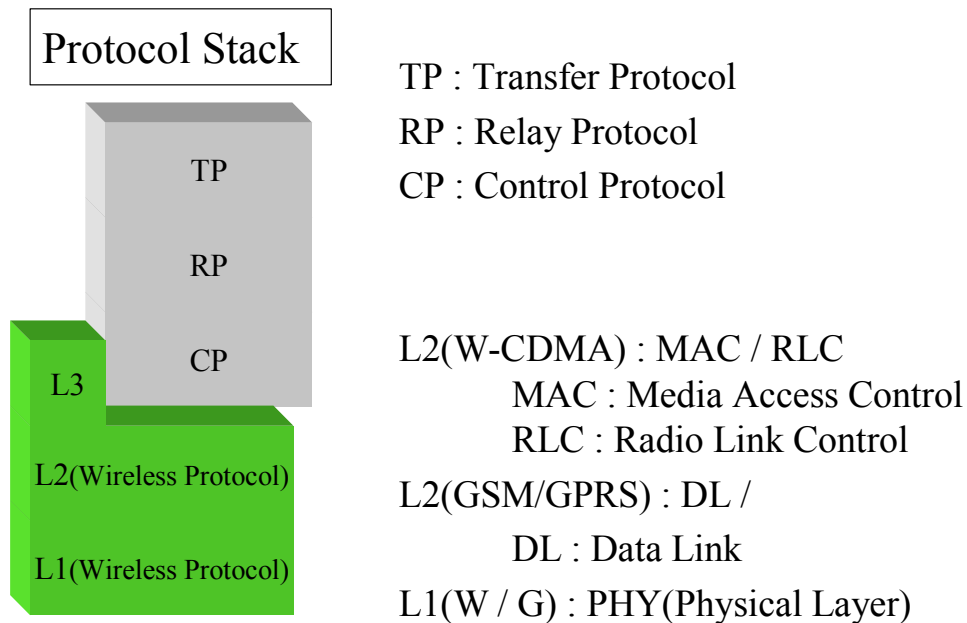 Protocol Stack
TP
RP
CP
L3
L2(Wireless Protocol)
L1(Wireless Protocol)
TP : Transfer Protocol
RP : Relay Protocol
CP : Control Protocol
L2(W-CDMA) : MAC / RLC
MAC : Media Access Control
RLC : Radio Link Control
L2(GSM/GPRS) : DL /
DL : Data Link
L1(W / G) : PHY(Physical Layer)